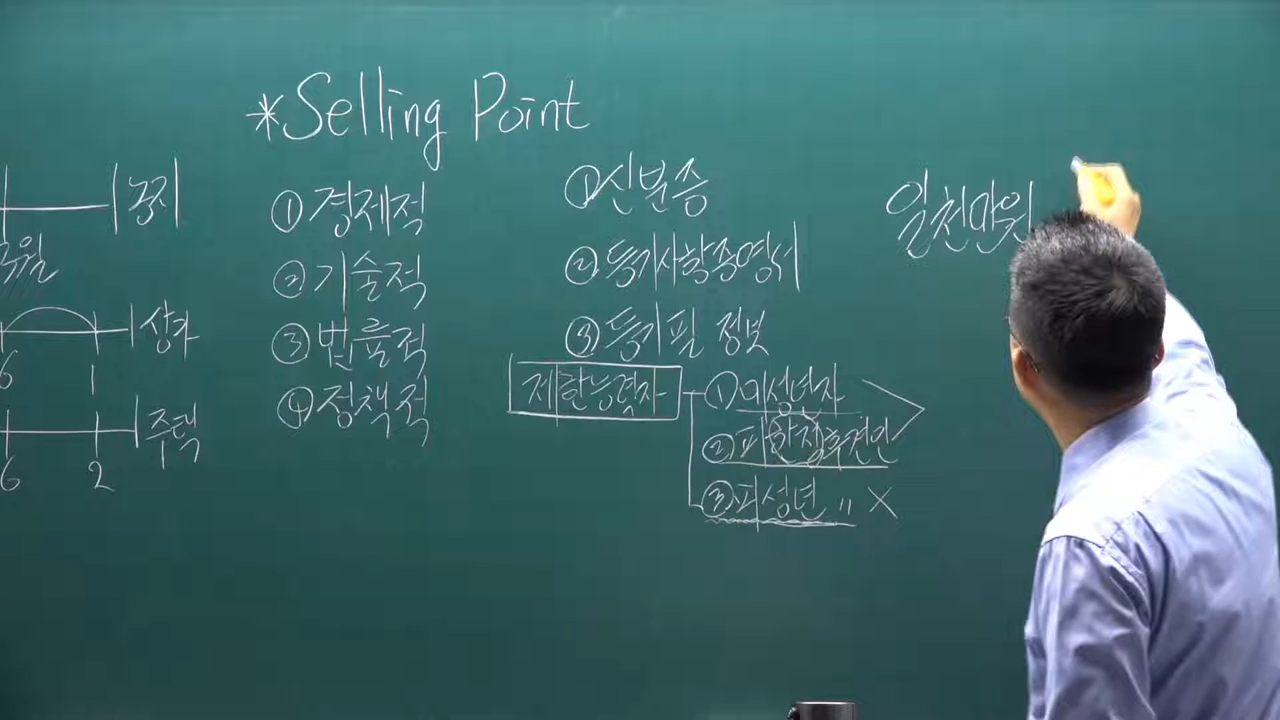 *Selling Point
농지
6월
6 1 상가
6 2 주택
① 경제적
② 기술적
③ 법률적
④ 정책적
① 신분증
② 등기사항증명서
③ 등기필 정보
제한능력자
① 미성년자
② 피한정후견인
③ 피성년 〃 X
일천만원